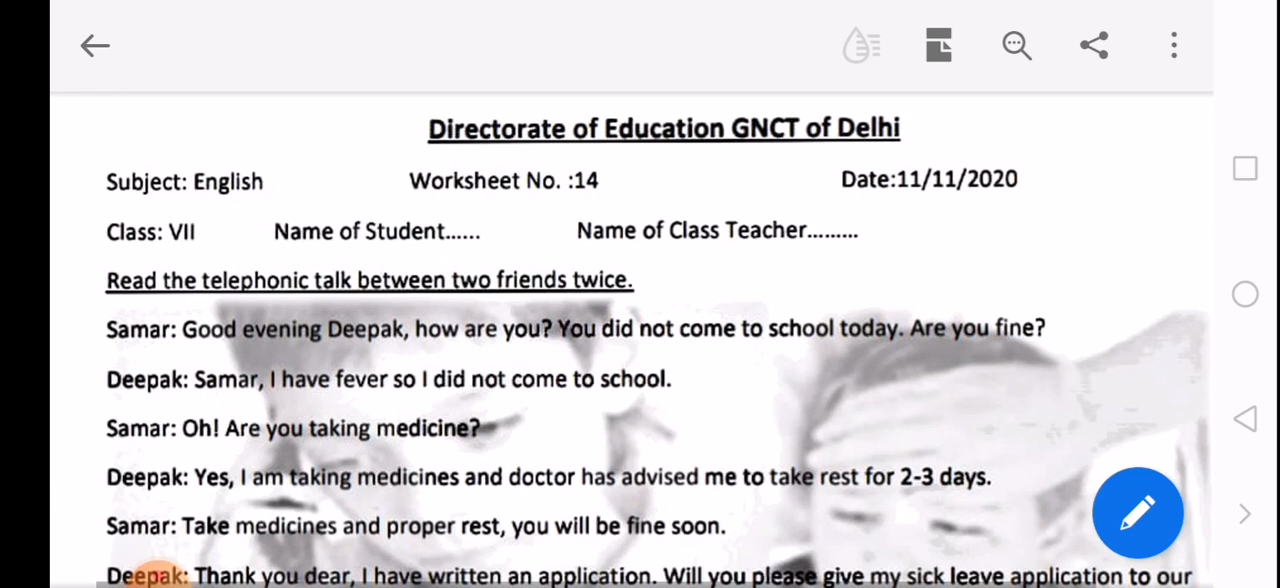 Directorate of Education GNCT of Delhi
Subject: English Worksheet No. :14 Date:11/11/2020
Class: VII Name of Student...... Name of Class Teacher.........
Read the telephonic talk between two friends twice.
Samar: Good evening Deepak, how are you? You did not come to school today. Are you fine?
Deepak: Samar, I have fever so I did not come to school.
Samar: Oh! Are you taking medicine?
Deepak: Yes, I am taking medicines and doctor has advised me to take rest for 2-3 days.
Samar: Take medicines and proper rest, you will be fine soon.
Deepak: Thank you dear, I have written an application. Will you please give my sick leave application to our